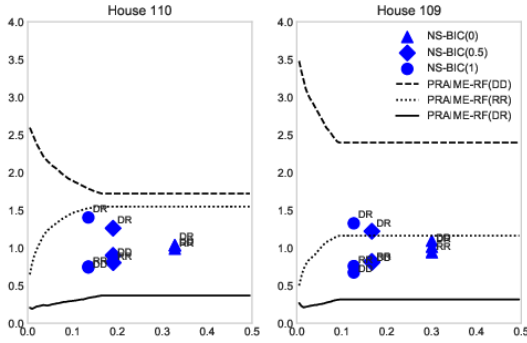 House 110
4.0
3.5
3.0
2.5
2.0
1.5
1.0
0.5
0.0
0.0 0.1 0.2 0.3 0.4 0.5
DR
DR
DR
DD
RR
RR
DD
House 109
4.0
3.5
3.0
2.5
2.0
1.5
1.0
0.5
0.0
0.0 0.1 0.2 0.3 0.4 0.5
NS-BIC(0)
NS-BIC(0.5)
NS-BIC(1)
PRAIME-RF(DD)
PRAIME-RF(RR)
PRAIME-RF(DR)
DR
DR
RR
DD
RR